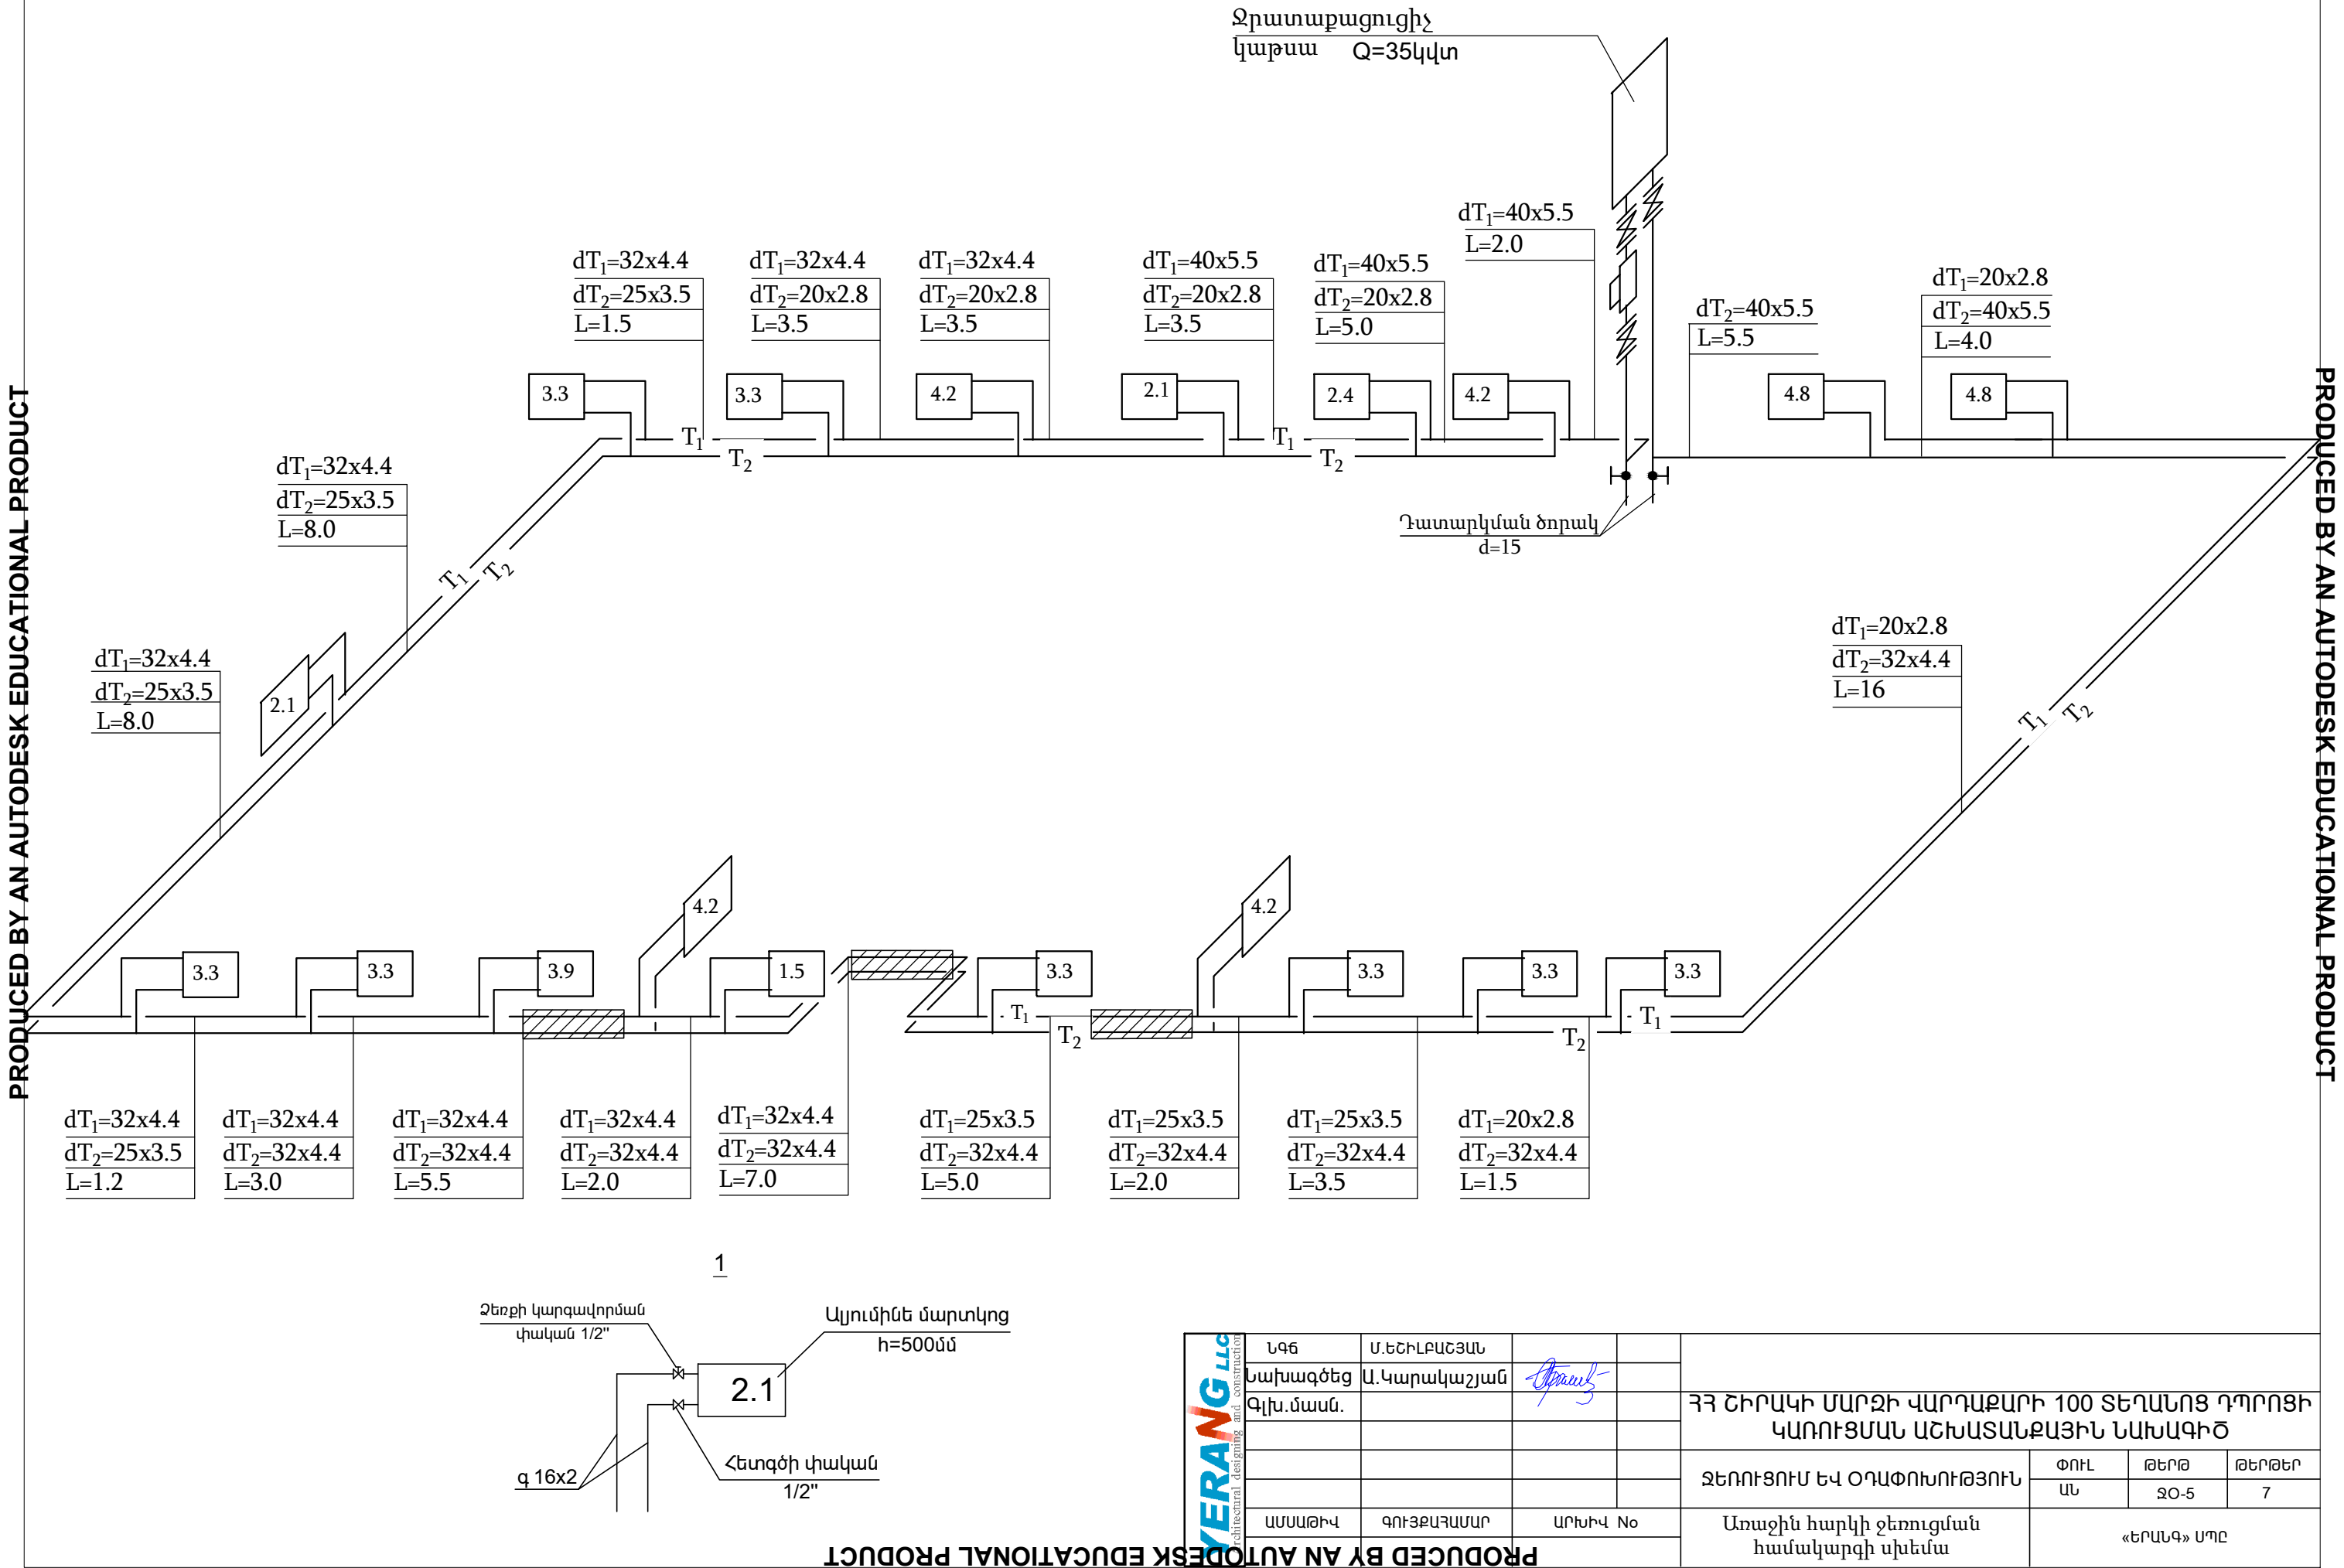 Ջրատաքացուցիչ
կաթսա Q=35կվտ
dT1=40x5.5
L=2.0
dT1=32x4.4
dT2=25x3.5
L=1.5
dT1=32x4.4
dT2=20x2.8
L=3.5
dT1=32x4.4
dT2=20x2.8
L=3.5
dT1=40x5.5
dT2=20x2.8
L=3.5
dT1=40x5.5
dT2=20x2.8
L=5.0
dT2=40x5.5
L=5.5
dT1=20x2.8
dT2=40x5.5
L=4.0
3.3
3.3
4.2
2.1
2.4
4.2
4.8
4.8
T1
T2
T1
T2
Դատարկման ծորակ
d=15
dT1=32x4.4
dT2=25x3.5
L=8.0
T1
T2
dT1=32x4.4
dT2=25x3.5
L=8.0
2.1
dT1=20x2.8
dT2=32x4.4
L=16
T1
T2
4.2
4.2
3.3
3.3
3.9
1.5
3.3
3.3
3.3
3.3
T1
T2
T2
T1
dT1=32x4.4
dT2=25x3.5
L=1.2
dT1=32x4.4
dT2=32x4.4
L=3.0
dT1=32x4.4
dT2=32x4.4
L=5.5
dT1=32x4.4
dT2=32x4.4
L=2.0
dT1=32x4.4
dT2=32x4.4
L=7.0
dT1=25x3.5
dT2=32x4.4
L=5.0
dT1=25x3.5
dT2=32x4.4
L=2.0
dT1=25x3.5
dT2=32x4.4
L=3.5
dT1=20x2.8
dT2=32x4.4
L=1.5
1
Ձեռքի կարգավորման
փական 1/2"
Ալյումինե մարտկոց
h=500մմ
2.1
գ 16x2
Հետգծի փական
1/2"
YERANG LLC
architectural designing and construction
ՆԳՃ Մ.ԵՇԻԼԲԱՇՅԱՆ
Նախագծեց Ա.Կարակաշյան
Գլխ.մասն.
ԱՄՍԱԹԻՎ ԳՈՒՅՔԱՀԱՄԱՐ ԱՐԽԻՎ No
ՀՀ ՇԻՐԱԿԻ ՄԱՐԶԻ ՎԱՐԴԱՔԱՐԻ 100 ՏԵՂԱՆՈՑ ԴՊՐՈՑԻ
ԿԱՌՈՒՑՄԱՆ ԱՇԽԱՏԱՆՔԱՅԻՆ ՆԱԽԱԳԻԾ
ՋԵՌՈՒՑՈՒՄ ԵՎ ՕԴԱՓՈԽՈՒԹՅՈՒՆ
ՓՈՒԼ ԹԵՐԹ ԹԵՐԹԵՐ
ԱՆ ՋՕ-5 7
Առաջին հարկի ջեռուցման
համակարգի սխեմա
«ԵՐԱՆԳ» ՍՊԸ
PRODUCED BY AN AUTODESK EDUCATIONAL PRODUCT
PRODUCED BY AN AUTODESK EDUCATIONAL PRODUCT
PRODUCED BY AN AUTODESK EDUCATIONAL PRODUCT